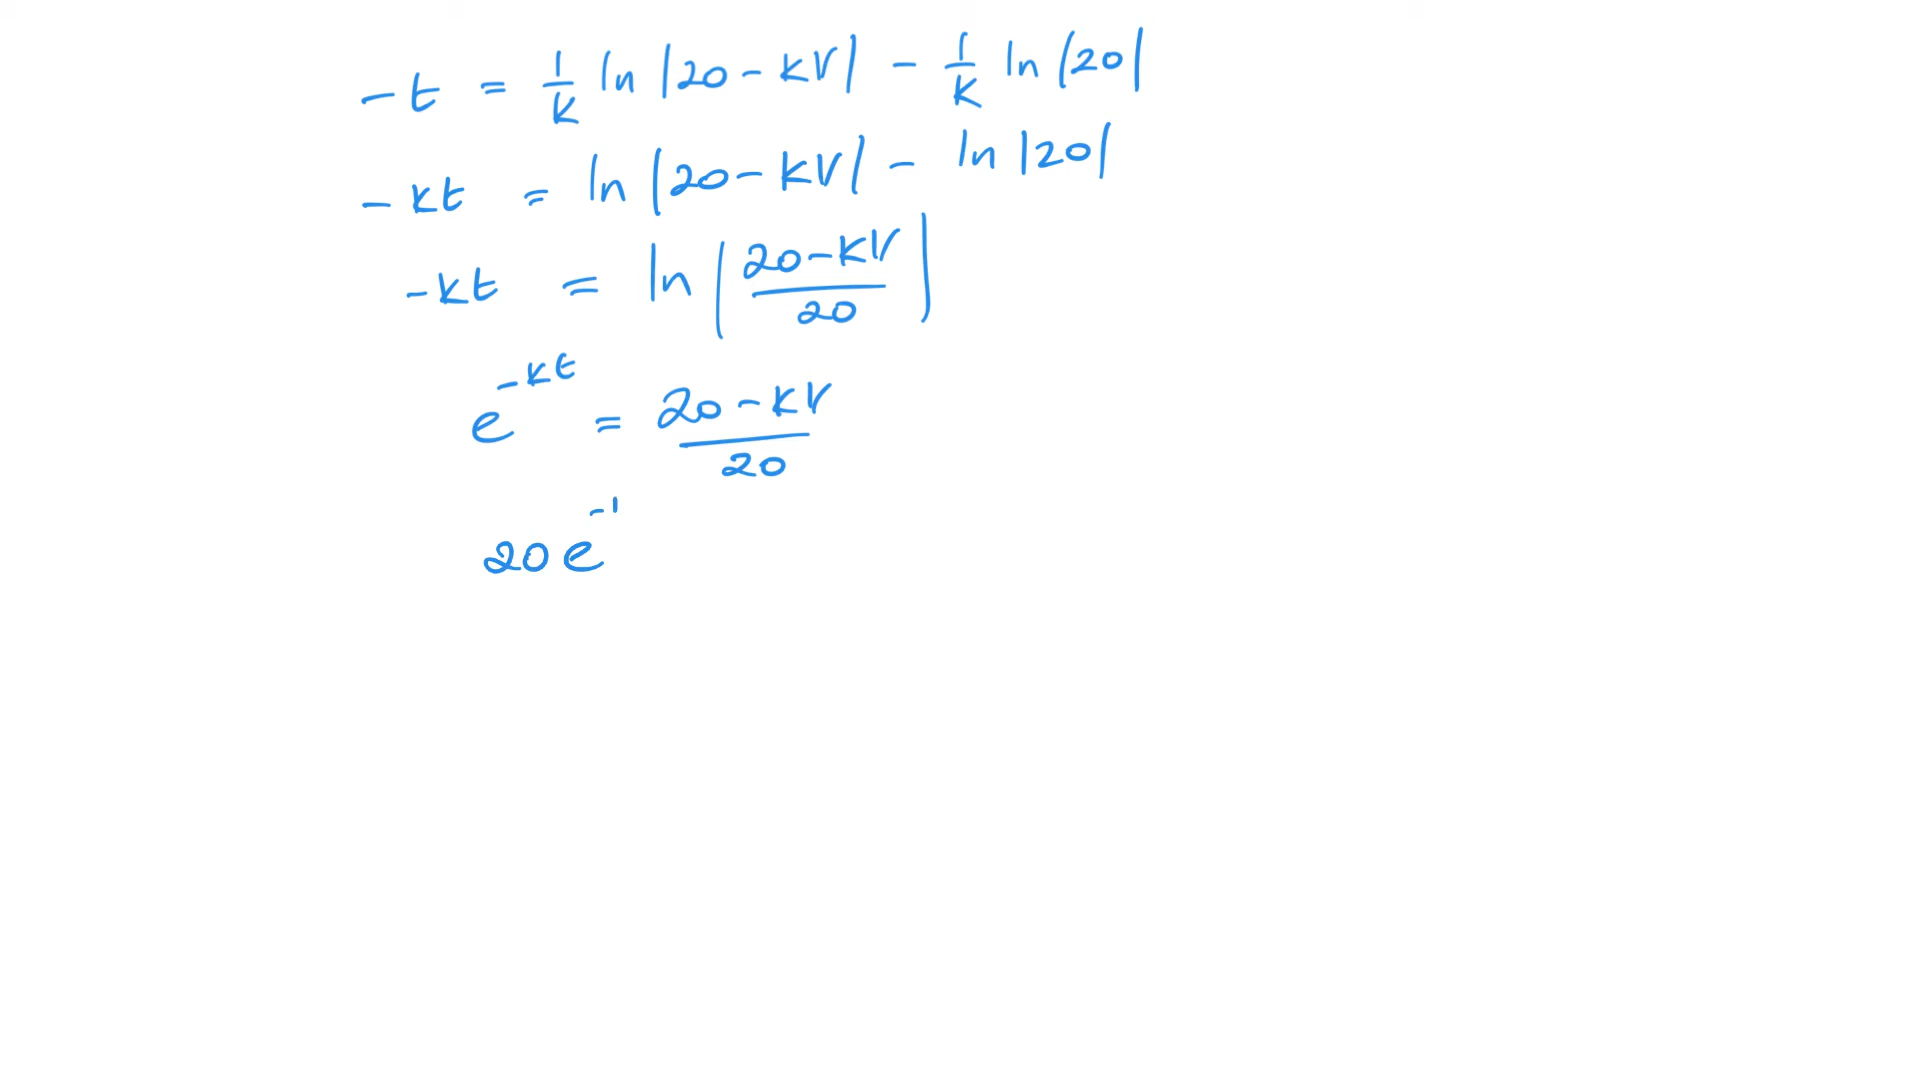 -t = 1/k ln |20 - kV| - 1/k ln |20|
-kt = ln |20 - kV| - ln |20|
-kt = ln |(20 - kV)/20|
e^(-kt) = (20 - kV)/20
20e^(-1